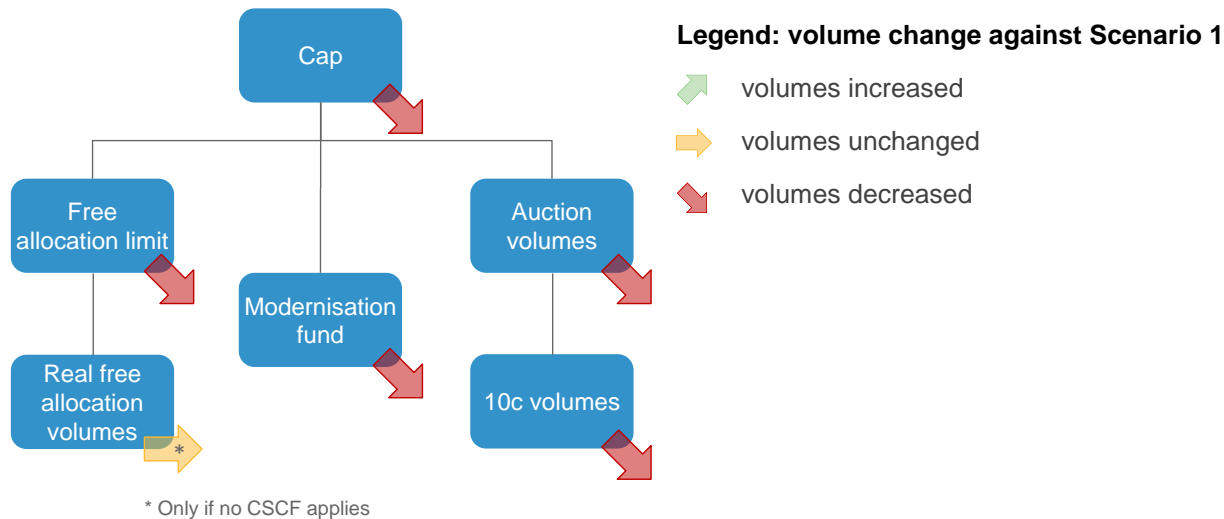 Cap
Legend: volume change against Scenario 1
volumes increased
volumes unchanged
volumes decreased
Free
allocation limit
Auction
volumes
Modernisation
fund
Real free
allocation
volumes
*
10c volumes
* Only if no CSCF applies